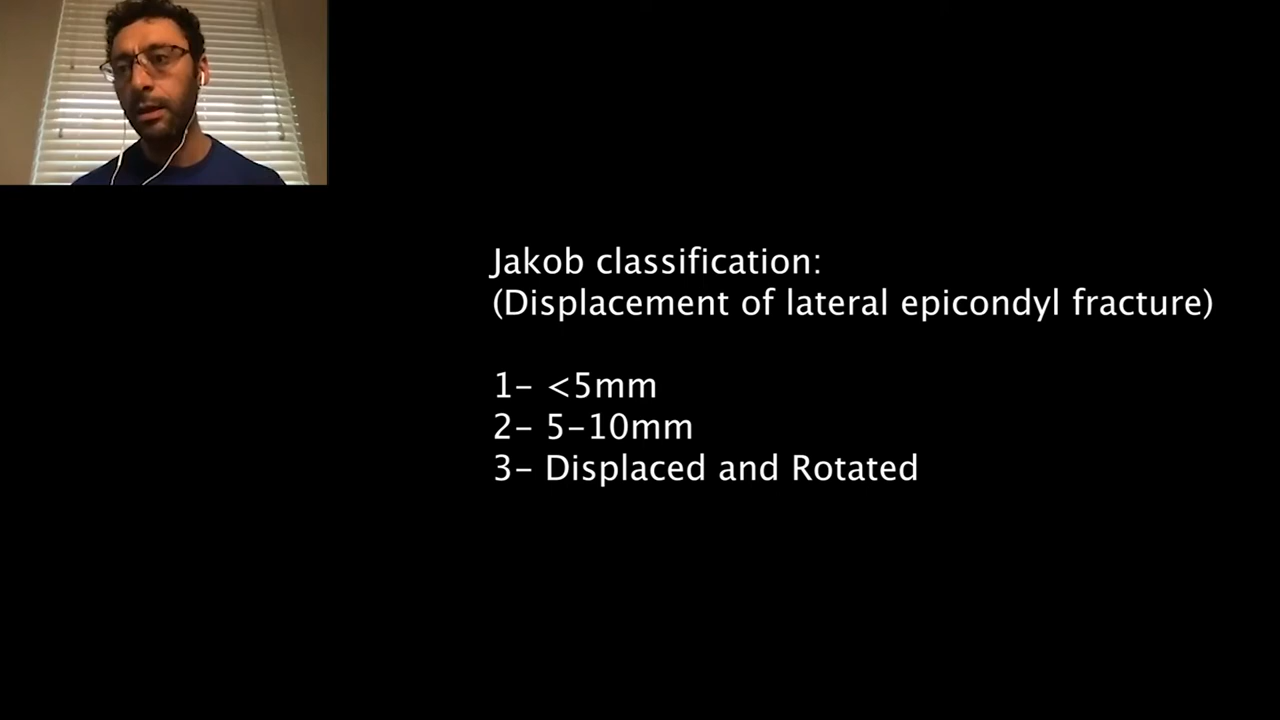 Jakob classification:
(Displacement of lateral epicondyl fracture)
1- <5mm
2- 5-10mm
3- Displaced and Rotated